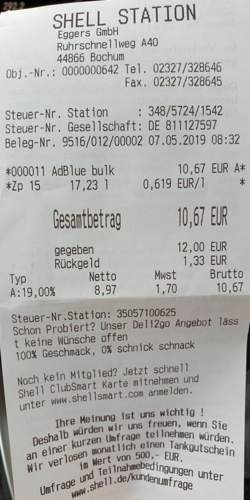 SHELL STATION
Eggers GmbH
Ruhrschnellweg A40
44866 Bochum
Obj.-Nr.: 0000000642 Tel. 02327/328645
Fax. 02327/328646
Steuer-Nr. Station : 348/5724/1542
Steuer-Nr. Gesellschaft: DE 811127597
Beleg-Nr. 9516/012/00002 07.05.2019 08:32
*000011 AdBlue bulk 10,67 EUR A*
*Zp 15 17,23 l 0,619 EUR/l *
Gesamtbetrag 10,67 EUR
gegeben 12,00 EUR
Rückgeld 1,33 EUR
Typ Netto Mwst Brutto
A:19,00% 8,97 1,70 10,67
Steuer-Nr.Station: 35057100625
Schon Probiert? Unser Deli2go Angebot läss
t keine Wünsche offen
100% Geschmack, 0% schnick schnack
Noch kein Mitglied? Jetzt schnell
Shell ClubSmart Karte mitnehmen und
unter www.shellsmart.com anmelden.
Ihre Meinung ist uns wichtig !
Deshalb würden wir uns freuen, wenn Sie
an einer kurzen Umfrage teilnehmen würden.
Wir verlosen monatlich einen Tankgutschein
im Wert von 500,- EUR.
Umfrage und Teilnahmebedingungen unter
www.shell.de/kundenumfrage